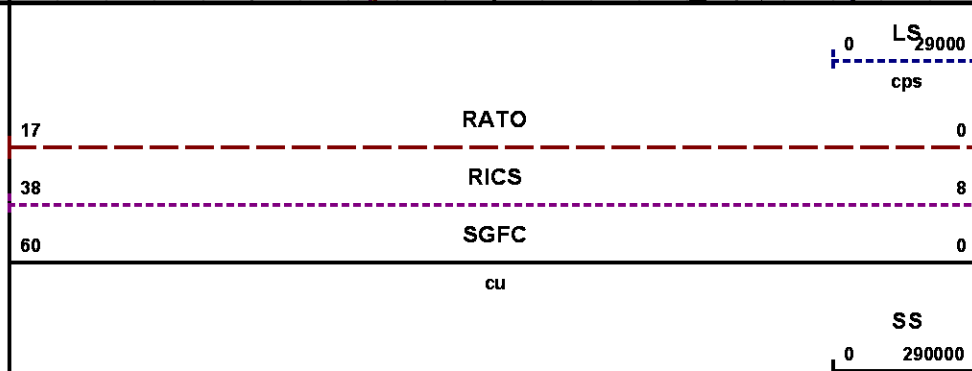 LS
0 29000
cps
RATO
17 0
RICS
38 8
SGFC
60 0
cu
SS
0 290000